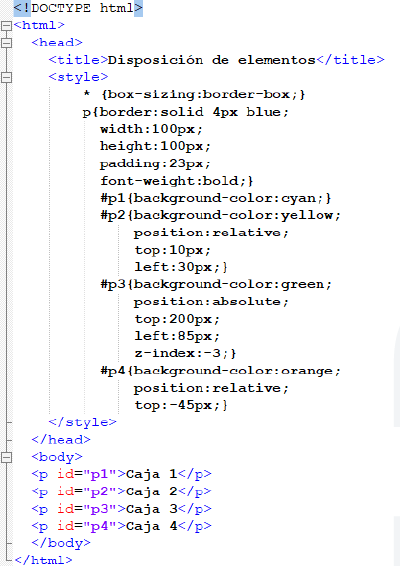 <!DOCTYPE html>
<html>
<head>
<title>Disposición de elementos</title>
<style>
* {box-sizing:border-box;}
p{border:solid 4px blue;
width:100px;
height:100px;
padding:23px;
font-weight:bold;}
#p1{background-color:cyan;}
#p2{background-color:yellow;
position:relative;
top:10px;
left:30px;}
#p3{background-color:green;
position:absolute;
top:200px;
left:85px;
z-index:-3;}
#p4{background-color:orange;
position:relative;
top:-45px;}
</style>
</head>
<body>
<p id="p1">Caja 1</p>
<p id="p2">Caja 2</p>
<p id="p3">Caja 3</p>
<p id="p4">Caja 4</p>
</body>
</html>